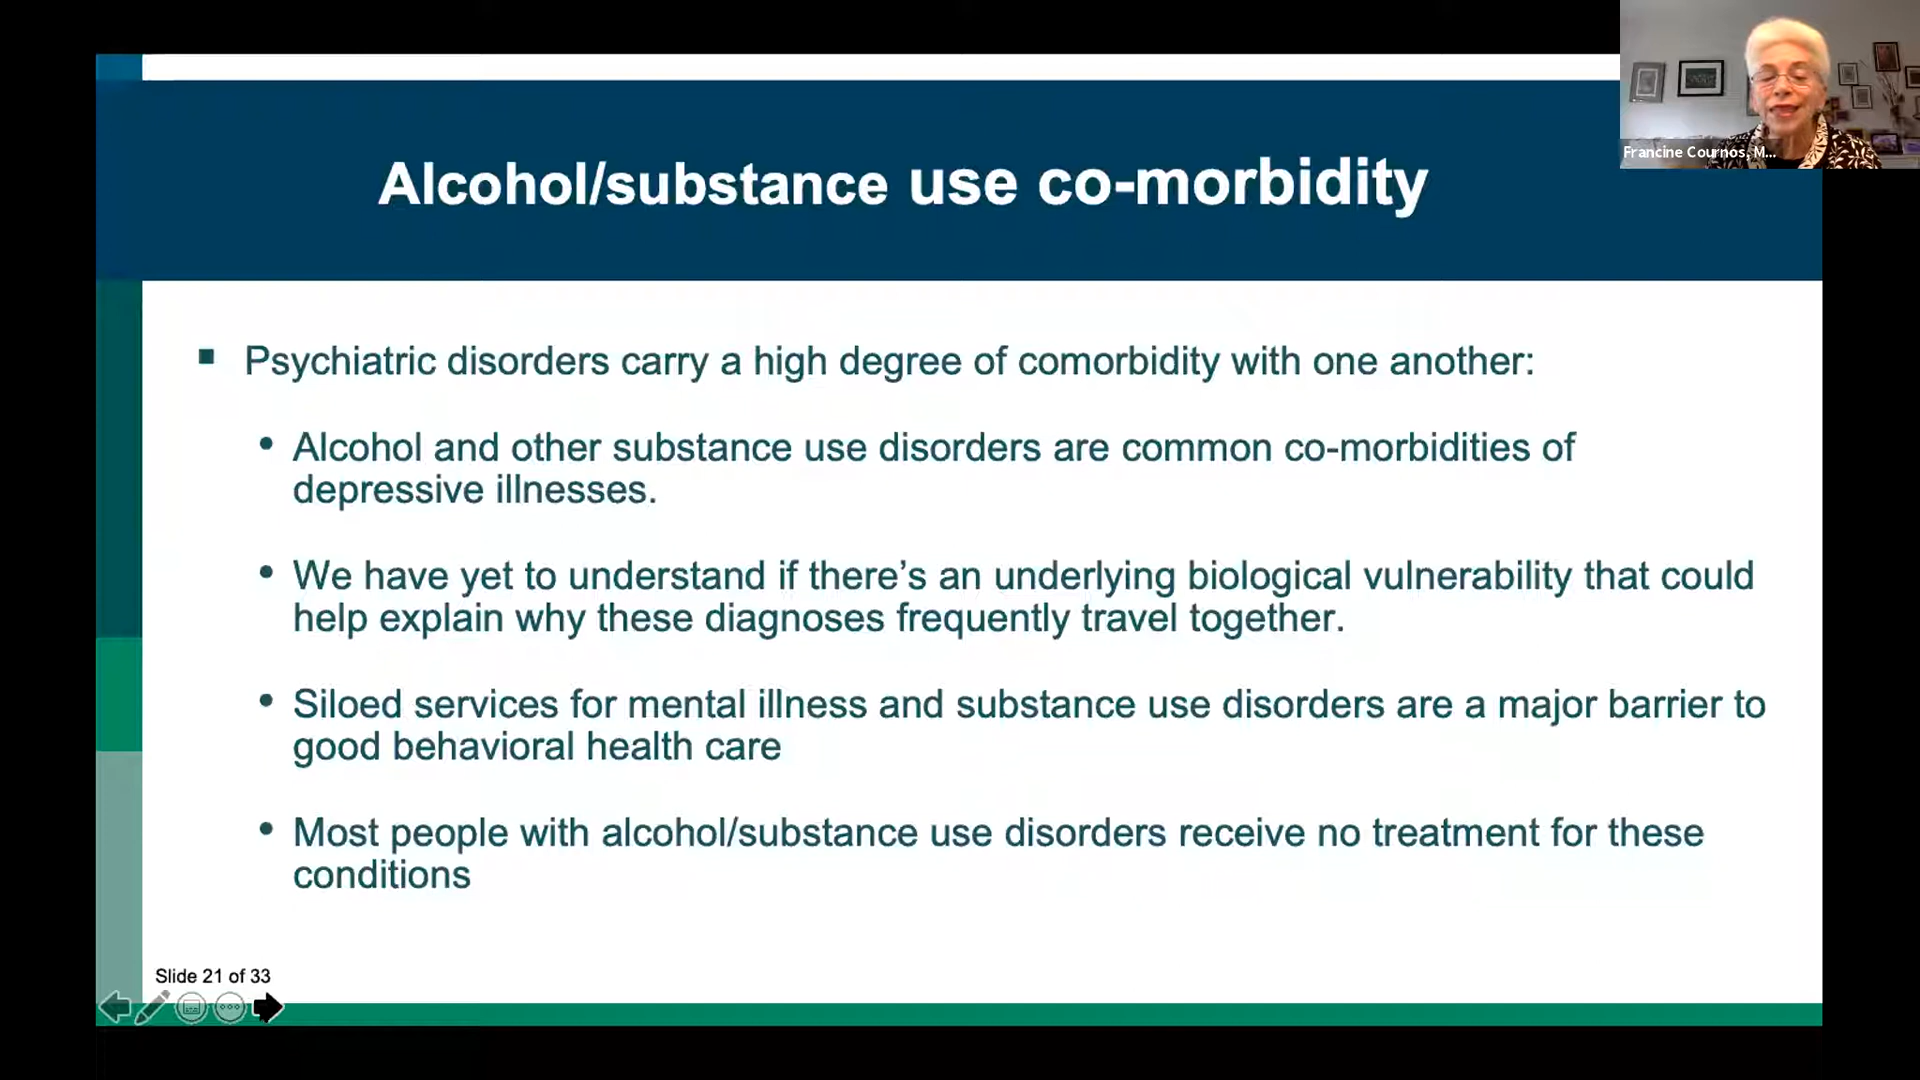 Francine Cournos, M...
Alcohol/substance use co-morbidity
Psychiatric disorders carry a high degree of comorbidity with one another:
Alcohol and other substance use disorders are common co-morbidities of
depressive illnesses.
We have yet to understand if there’s an underlying biological vulnerability that could
help explain why these diagnoses frequently travel together.
Siloed services for mental illness and substance use disorders are a major barrier to
good behavioral health care
Most people with alcohol/substance use disorders receive no treatment for these
conditions
Slide 21 of 33